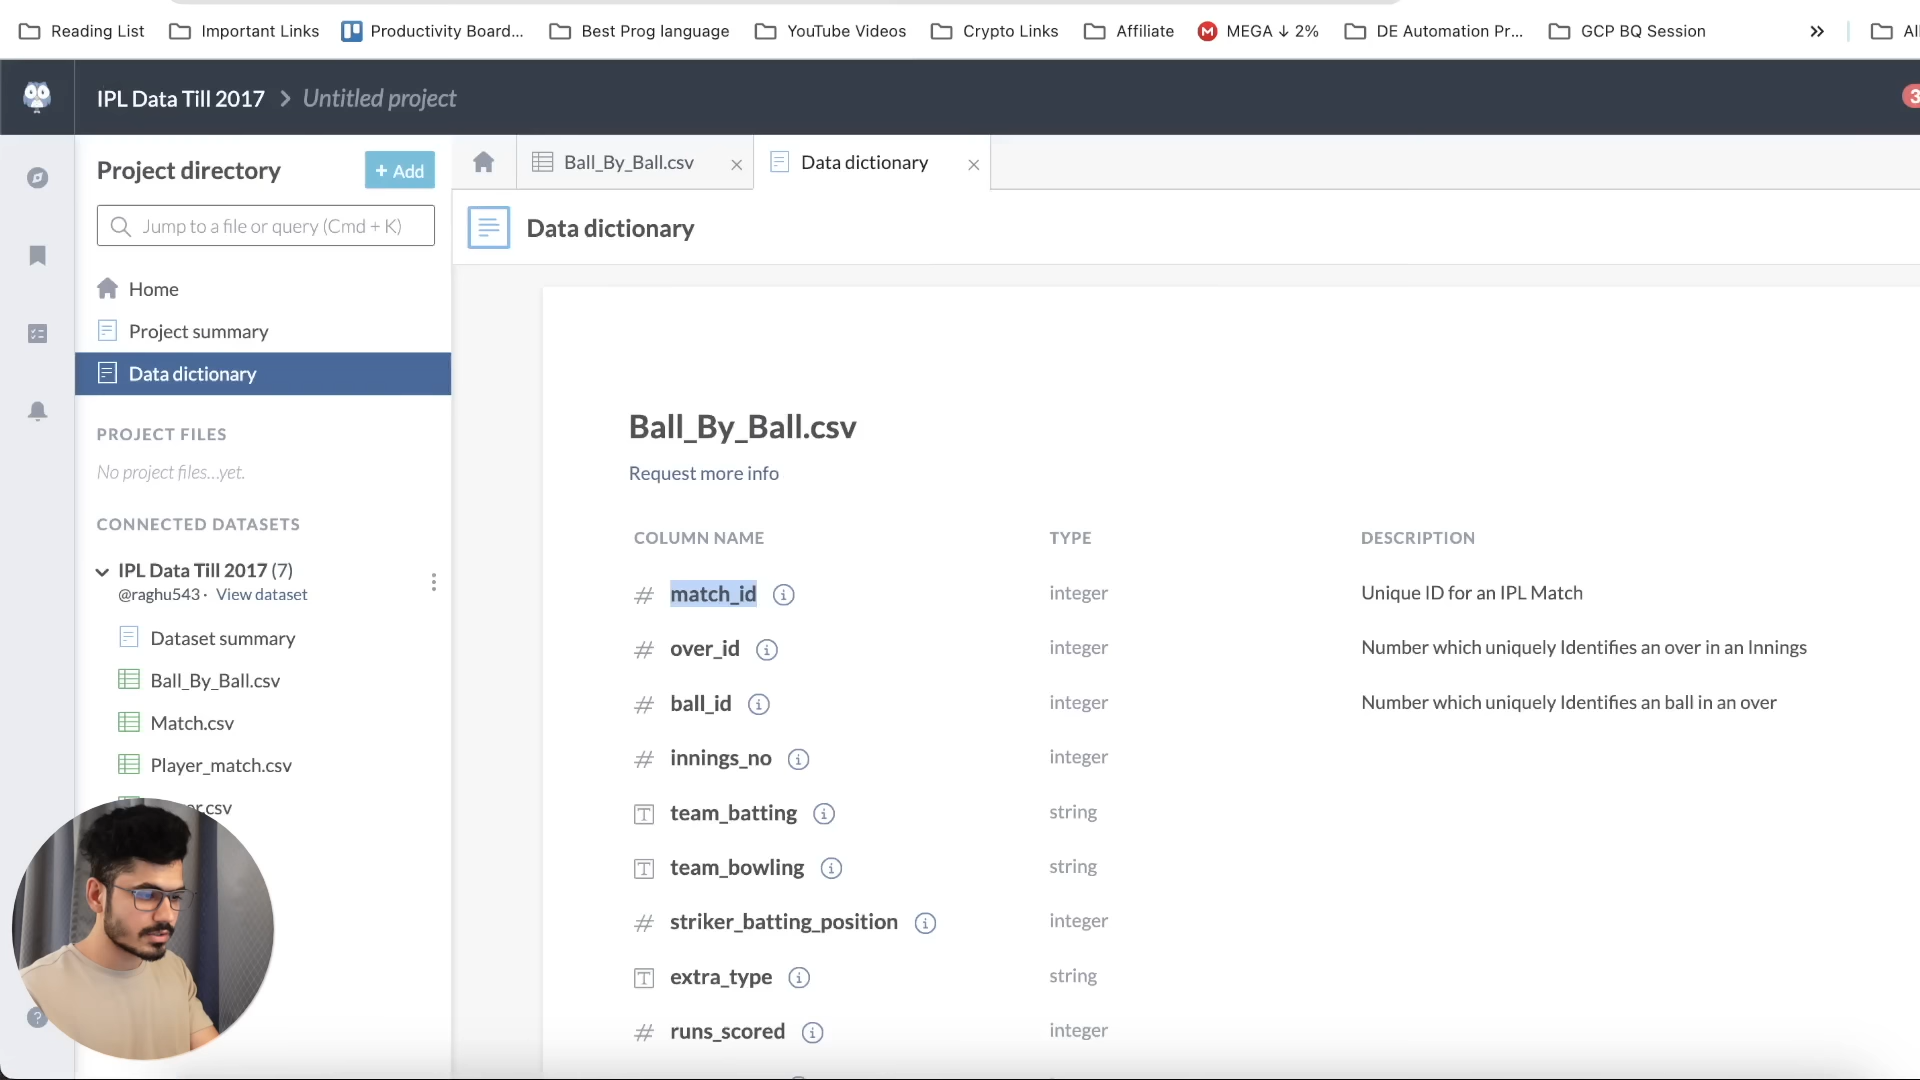 Reading List Important Links Productivity Board... Best Prog language YouTube Videos Crypto Links Affiliate MEGA ↓ 2% DE Automation Pr... GCP BQ Session
IPL Data Till 2017 > Untitled project 3
Project directory + Add
Ball_By_Ball.csv Data dictionary
Jump to a file or query (Cmd + K)
Data dictionary
Home
Project summary
Data dictionary
PROJECT FILES
No project files...yet.
CONNECTED DATASETS
IPL Data Till 2017 (7)
@raghu543 · View dataset
Dataset summary
Ball_By_Ball.csv
Match.csv
Player_match.csv
Ball_By_Ball.csv
Request more info
COLUMN NAME TYPE DESCRIPTION
# match_id integer Unique ID for an IPL Match
# over_id integer Number which uniquely Identifies an over in an Innings
# ball_id integer Number which uniquely Identifies an ball in an over
# innings_no integer
T team_batting string
T team_bowling string
# striker_batting_position integer
T extra_type string
# runs_scored integer